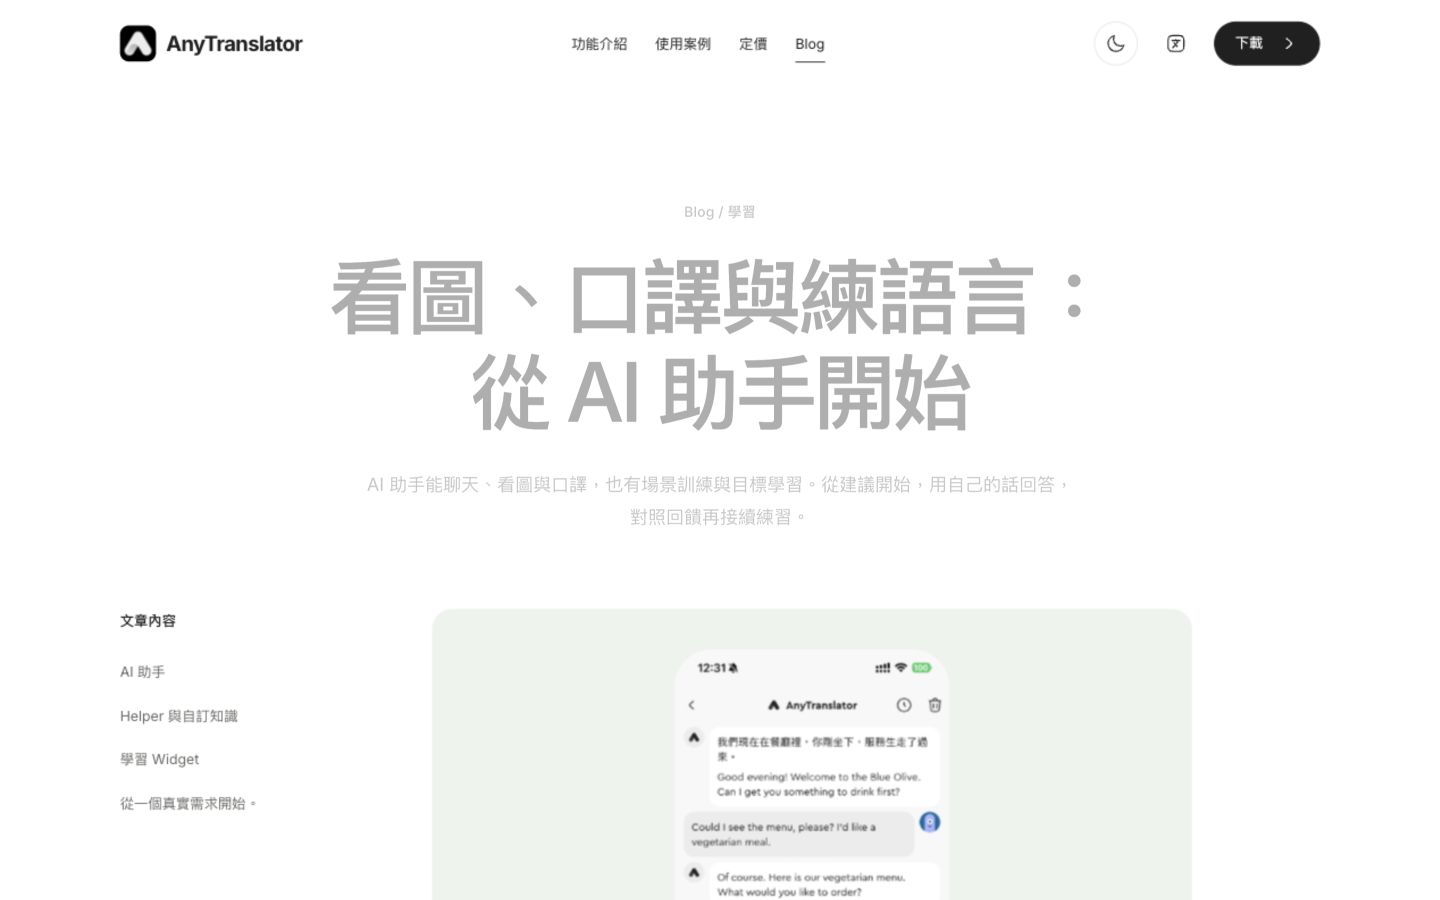 AnyTranslator
功能介紹
使用案例
定價
Blog
下載
Blog / 學習
看圖、口譯與練語言：
從 AI 助手開始
AI 助手能聊天、看圖與口譯，也有場景訓練與目標學習。從建議開始，用自己的話回答，
對照回饋再接續練習。
文章內容
AI 助手
Helper 與自訂知識
學習 Widget
從一個真實需求開始。
12:31
100
AnyTranslator
我們現在在餐廳裡，你剛坐下，服務生走了過
來。
Good evening! Welcome to the Blue Olive.
Can I get you something to drink first?
Could I see the menu, please? I'd like a
vegetarian meal.
Of course. Here is our vegetarian menu.
What would you like to order?